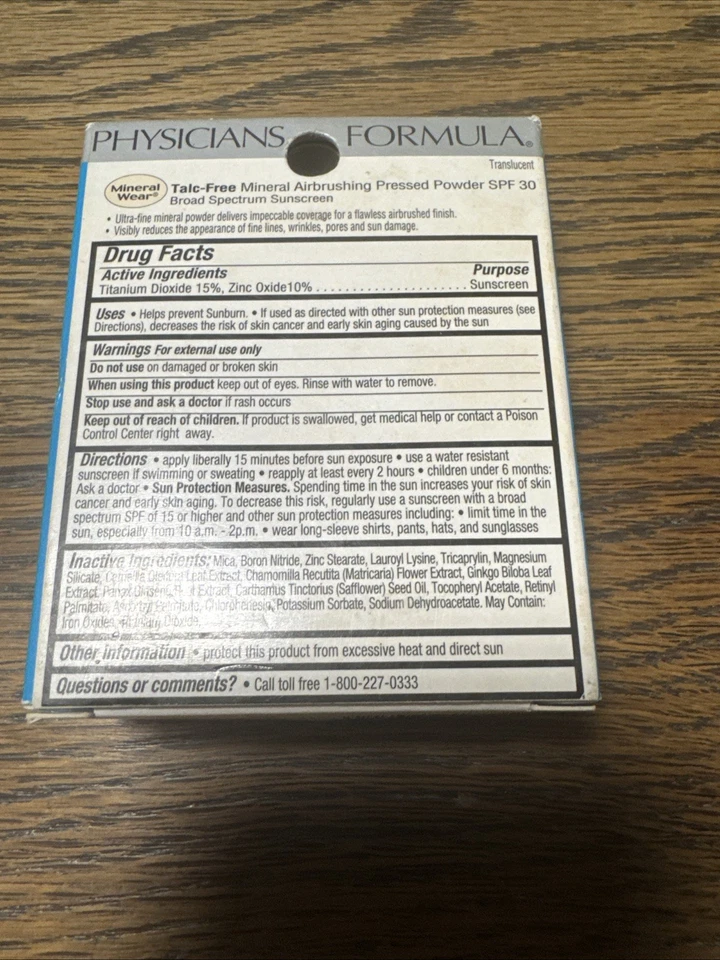 PHYSICIANS FORMULA®
Translucent
Mineral
Wear®
Talc-Free Mineral Airbrushing Pressed Powder SPF 30
Broad Spectrum Sunscreen
• Ultra-fine mineral powder delivers impeccable coverage for a flawless airbrushed finish.
• Visibly reduces the appearance of fine lines, wrinkles, pores and sun damage.
Drug Facts
Active Ingredients Purpose
Titanium Dioxide 15%, Zinc Oxide10% . . . . . . . . . . . . . . . . . . . . . . Sunscreen
Uses • Helps prevent Sunburn. • If used as directed with other sun protection measures (see
Directions), decreases the risk of skin cancer and early skin aging caused by the sun
Warnings For external use only
Do not use on damaged or broken skin
When using this product keep out of eyes. Rinse with water to remove.
Stop use and ask a doctor if rash occurs
Keep out of reach of children. If product is swallowed, get medical help or contact a Poison
Control Center right away.
Directions • apply liberally 15 minutes before sun exposure • use a water resistant
sunscreen if swimming or sweating • reapply at least every 2 hours • children under 6 months:
Ask a doctor • Sun Protection Measures. Spending time in the sun increases your risk of skin
cancer and early skin aging. To decrease this risk, regularly use a sunscreen with a broad
spectrum SPF of 15 or higher and other sun protection measures including: • limit time in the
sun, especially from 10 a.m. - 2p.m. • wear long-sleeve shirts, pants, hats, and sunglasses
Inactive Ingredients: Mica, Boron Nitride, Zinc Stearate, Lauroyl Lysine, Tricaprylin, Magnesium
Silicate, Leaf Extract, Chamomilla Recutita (Matricaria) Flower Extract, Ginkgo Biloba Leaf
Extract, Panax Ginseng Extract, Carthamus Tinctorius (Safflower) Seed Oil, Tocopheryl Acetate, Retinyl
Palmitate, Chlorphenesin, Potassium Sorbate, Sodium Dehydroacetate. May Contain:
Iron Oxides, Dioxide.
Other information • protect this product from excessive heat and direct sun
Questions or comments? • Call toll free 1-800-227-0333